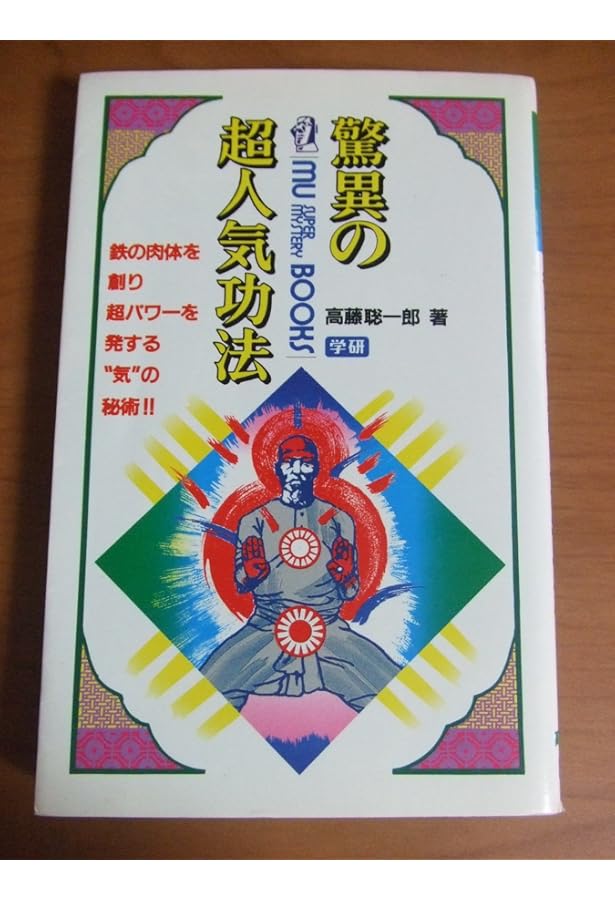 驚異の
超人気功法
MU SUPER MYSTERY BOOKS
高藤聡一郎 著
学研
鉄の肉体を
創り
超パワーを
発する
“気”の
秘術!!